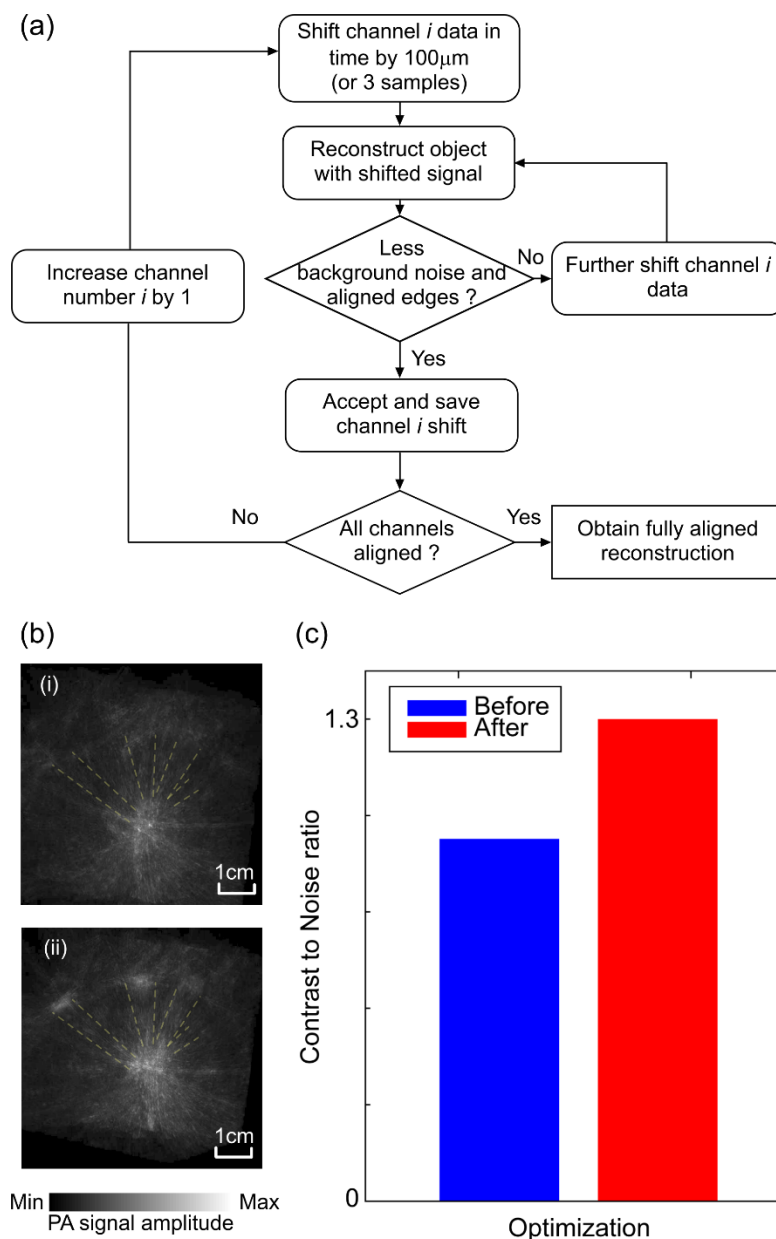 (a)
Shift channel i data in
time by 100μm
(or 3 samples)
Reconstruct object
with shifted signal
Less
background noise and
aligned edges ?
No
Further shift channel i
data
Increase channel
number i by 1
Yes
Accept and save
channel i shift
No
All channels
aligned ?
Yes
Obtain fully aligned
reconstruction
(b)
(i)
1cm
(ii)
1cm
Min
Max
PA signal amplitude
(c)
Before
After
1.3
Contrast to Noise ratio
0
Optimization